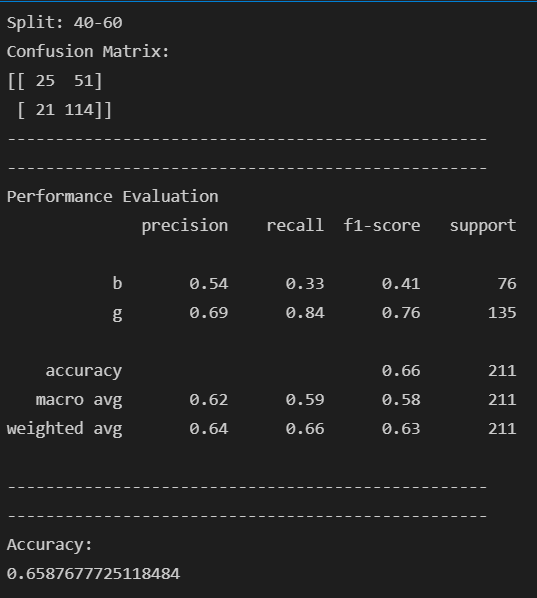 Split: 40-60
Confusion Matrix:
[[ 25  51]
 [ 21 114]]
--------------------------------------------------
--------------------------------------------------
Performance Evaluation
              precision    recall  f1-score   support

           b       0.54      0.33      0.41        76
           g       0.69      0.84      0.76       135

    accuracy                           0.66       211
   macro avg       0.62      0.59      0.58       211
weighted avg       0.64      0.66      0.63       211

--------------------------------------------------
--------------------------------------------------
Accuracy:
0.6587677725118484